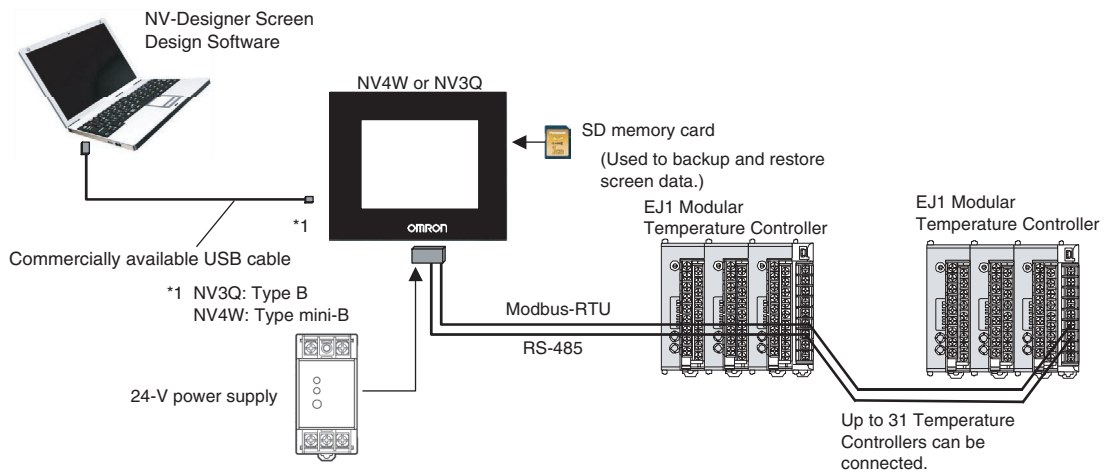 NV-Designer Screen
Design Software
NV4W or NV3Q
SD memory card
(Used to backup and restore
screen data.)
OMRON
*1
Commercially available USB cable
*1 NV3Q: Type B
NV4W: Type mini-B
24-V power supply
EJ1 Modular
Temperature Controller
EJ1 Modular
Temperature Controller
Modbus-RTU
RS-485
Up to 31 Temperature
Controllers can be
connected.